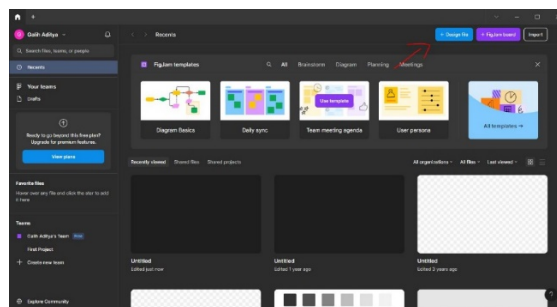 Galih Aditya
Recents
+ Design file
+ FigJam board
Import
Search files, teams, or people
Recents
Your teams
Drafts
Ready to go beyond this free plan?
Upgrade for premium features.
View plans
Favorite files
Hover over any file and click the star to add
it here.
Teams
Galih Aditya's Team
First Project
+ Create new team
Explore Community
FigJam templates
All
Brainstorm
Diagram
Planning
Meetings
Use template
Diagram Basics
Daily sync
Team meeting agenda
User persona
All templates →
Recently viewed
Shared files
Shared projects
All organizations
All files
Last viewed
Untitled
Edited just now
Untitled
Edited 1 year ago
Untitled
Edited 2 years ago